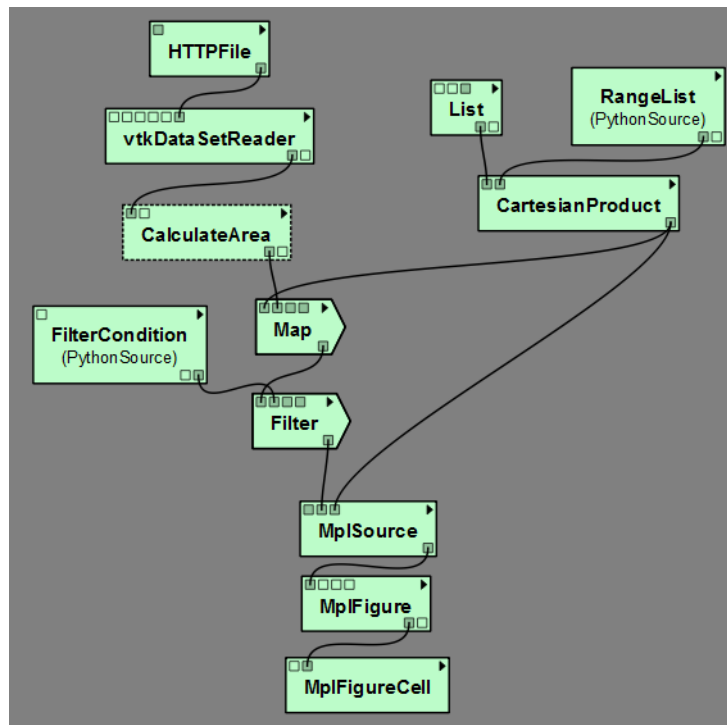 HTTPFile
vtkDataSetReader
List
RangeList
(PythonSource)
CartesianProduct
CalculateArea
Map
FilterCondition
(PythonSource)
Filter
MplSource
MplFigure
MplFigureCell